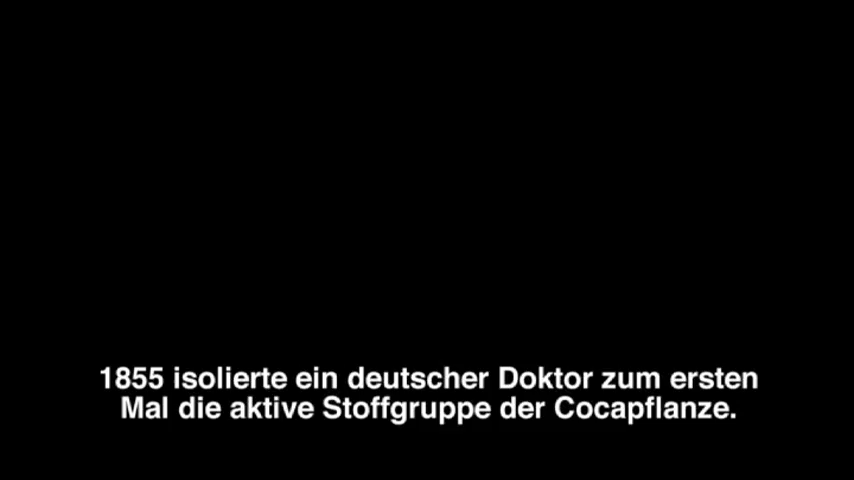 1855 isolierte ein deutscher Doktor zum ersten
Mal die aktive Stoffgruppe der Cocapflanze.